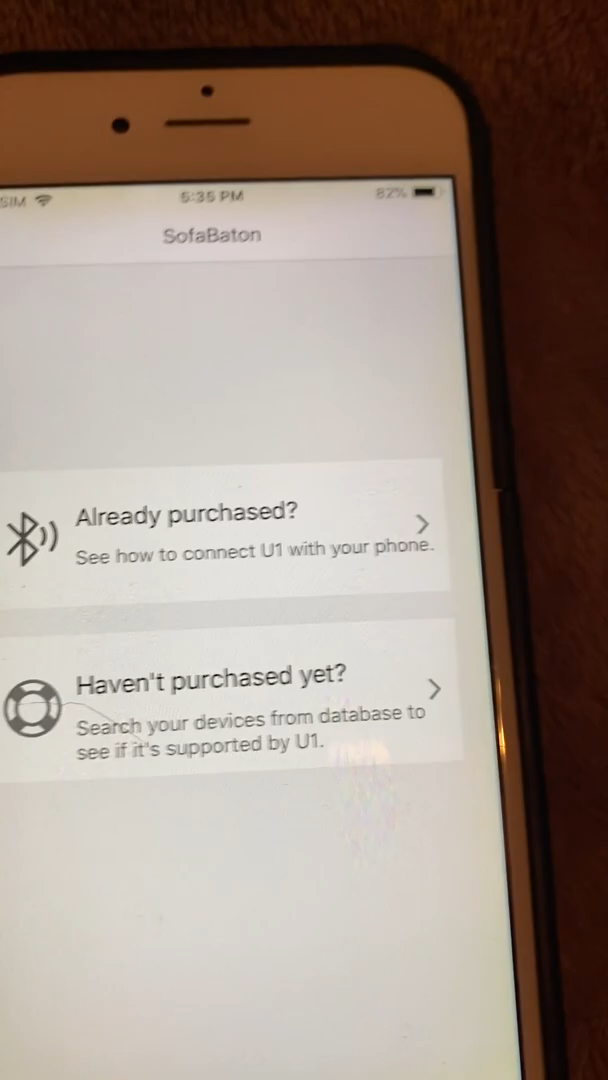 SIM 5:35 PM 82%
SofaBaton
Already purchased?
See how to connect U1 with your phone.
Haven't purchased yet?
Search your devices from database to
see if it's supported by U1.